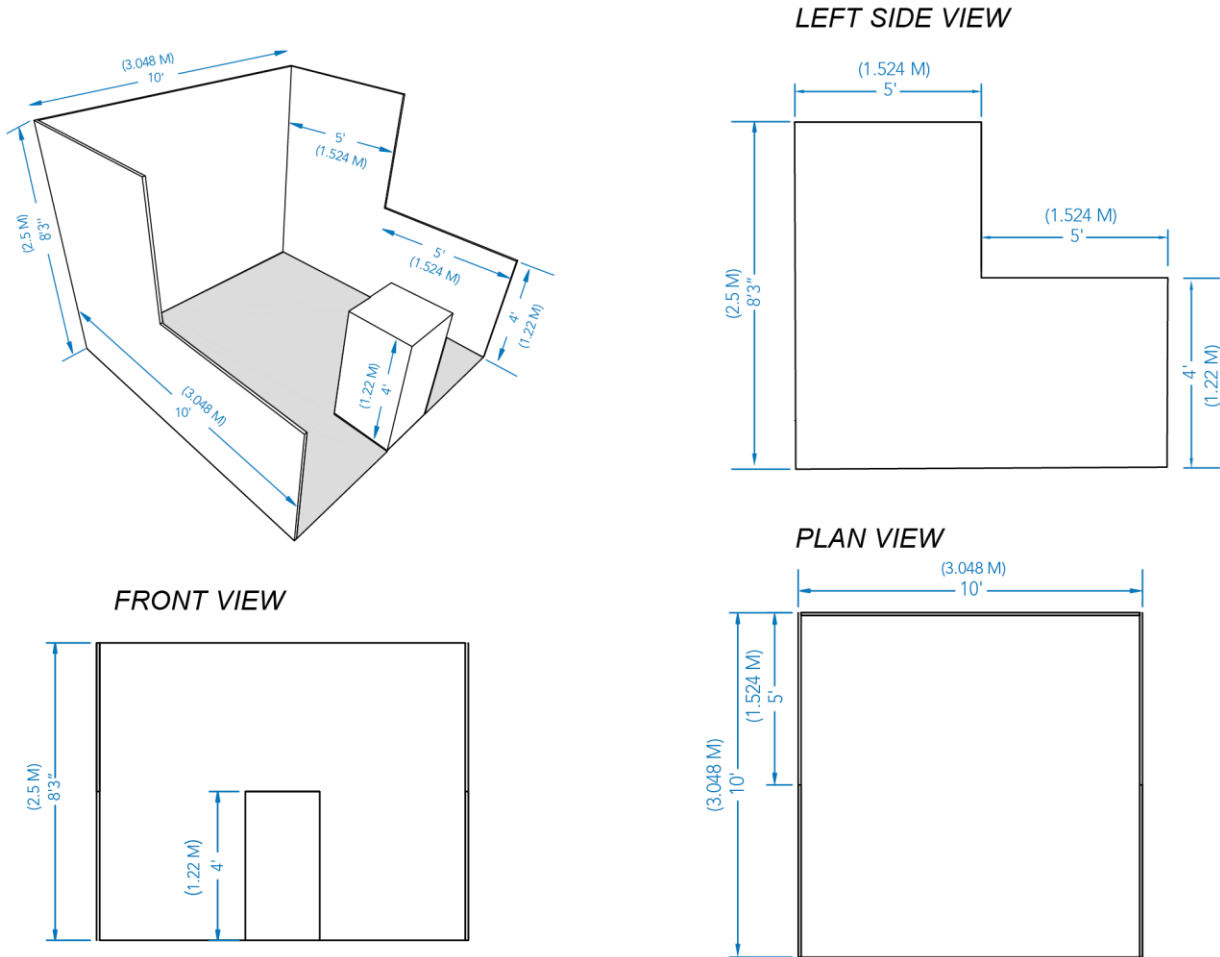 LEFT SIDE VIEW
(3.048 M)
10'
5'
(1.524 M)
(2.5 M)
8'3"
5'
(1.524 M)
4'
(1.22 M)
(1.22 M)
4'
(3.048 M)
10'
(1.524 M)
5'
(1.524 M)
5'
(2.5 M)
8'3"
4'
(1.22 M)
PLAN VIEW
(3.048 M)
10'
(1.524 M)
5'
(3.048 M)
10'
FRONT VIEW
(2.5 M)
8'3"
(1.22 M)
4'